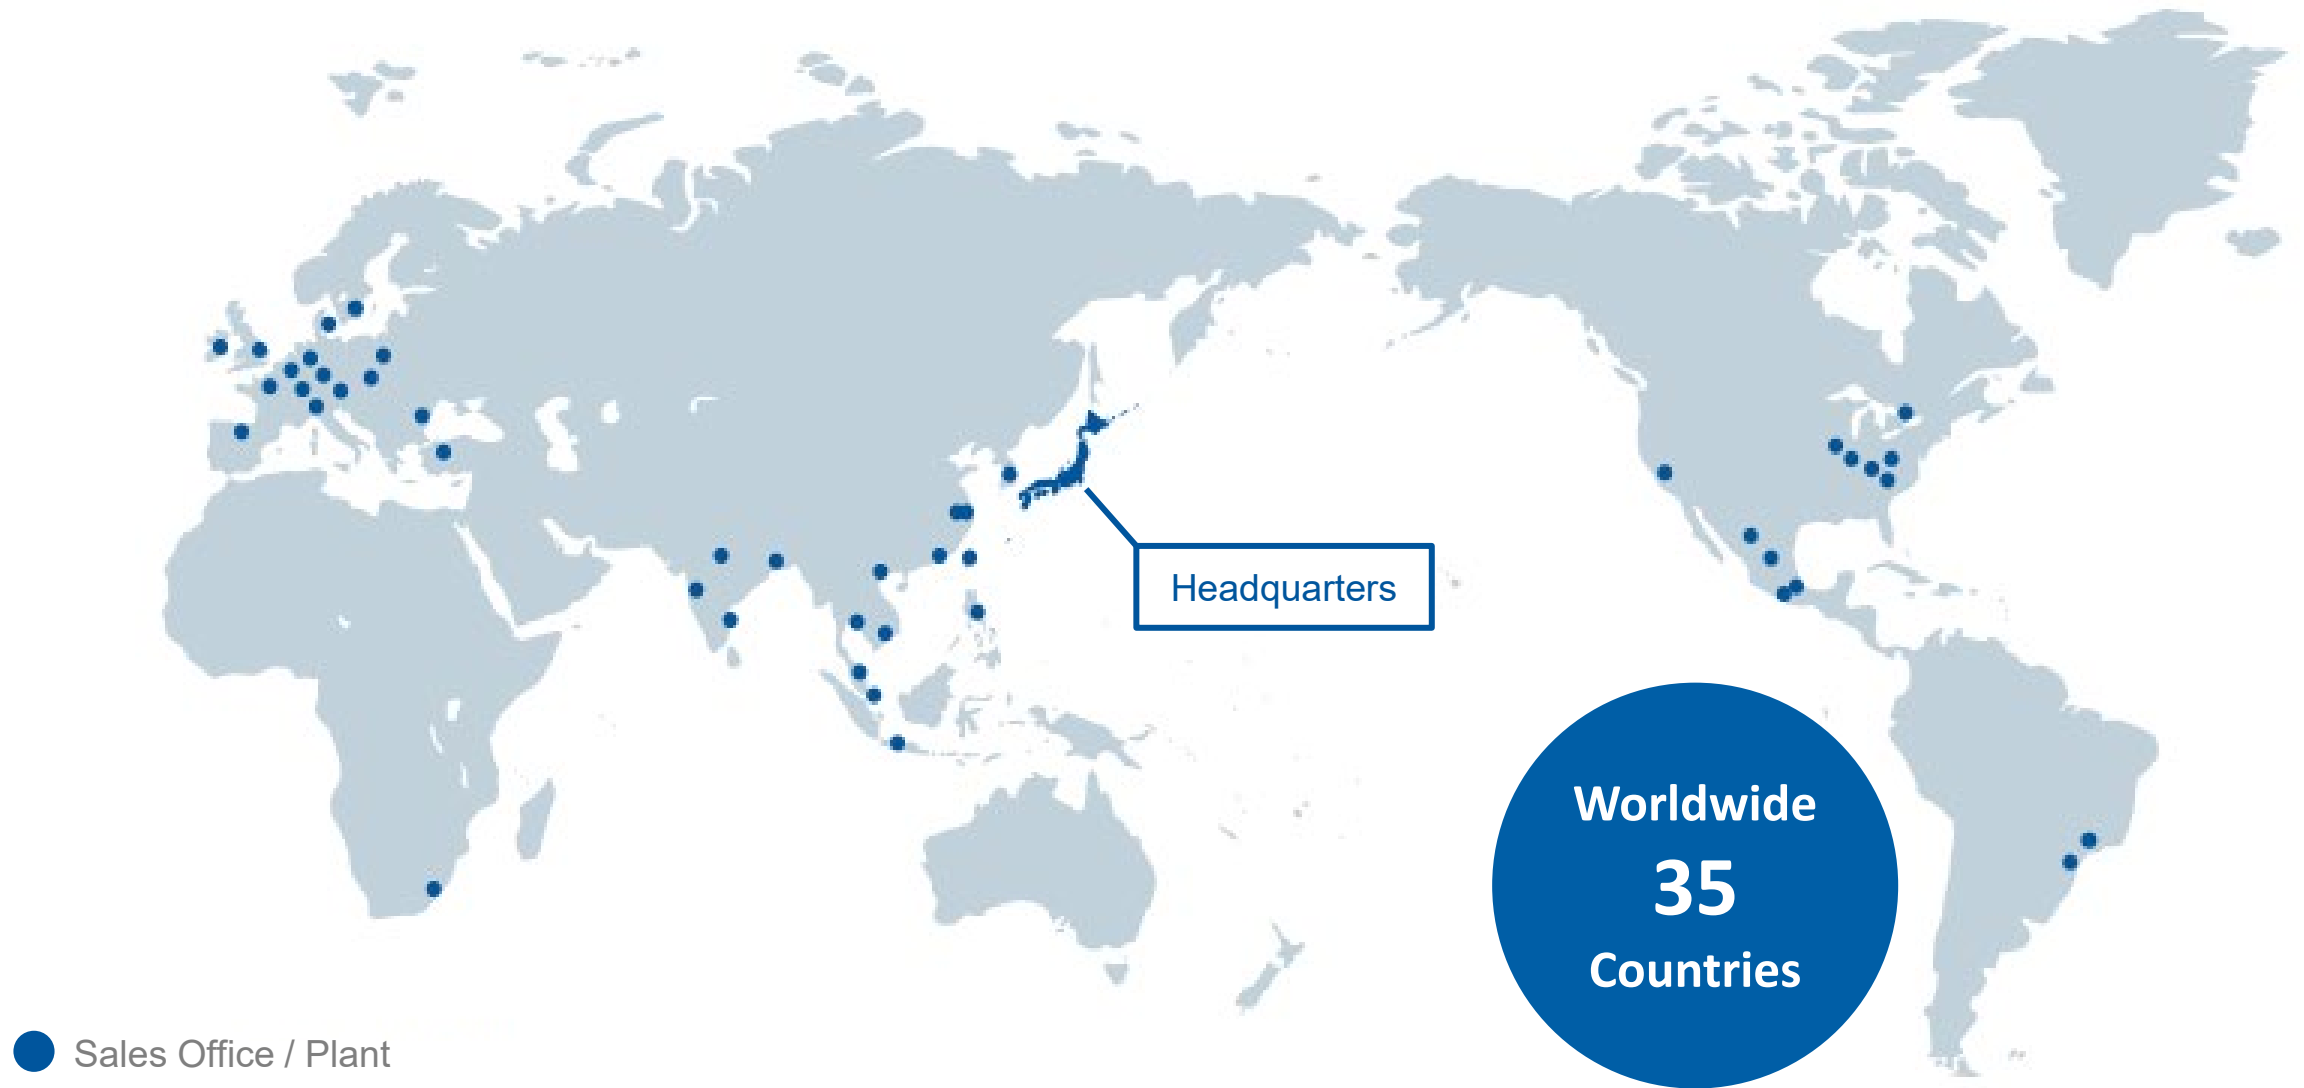 Headquarters
Worldwide
35
Countries
Sales Office / Plant